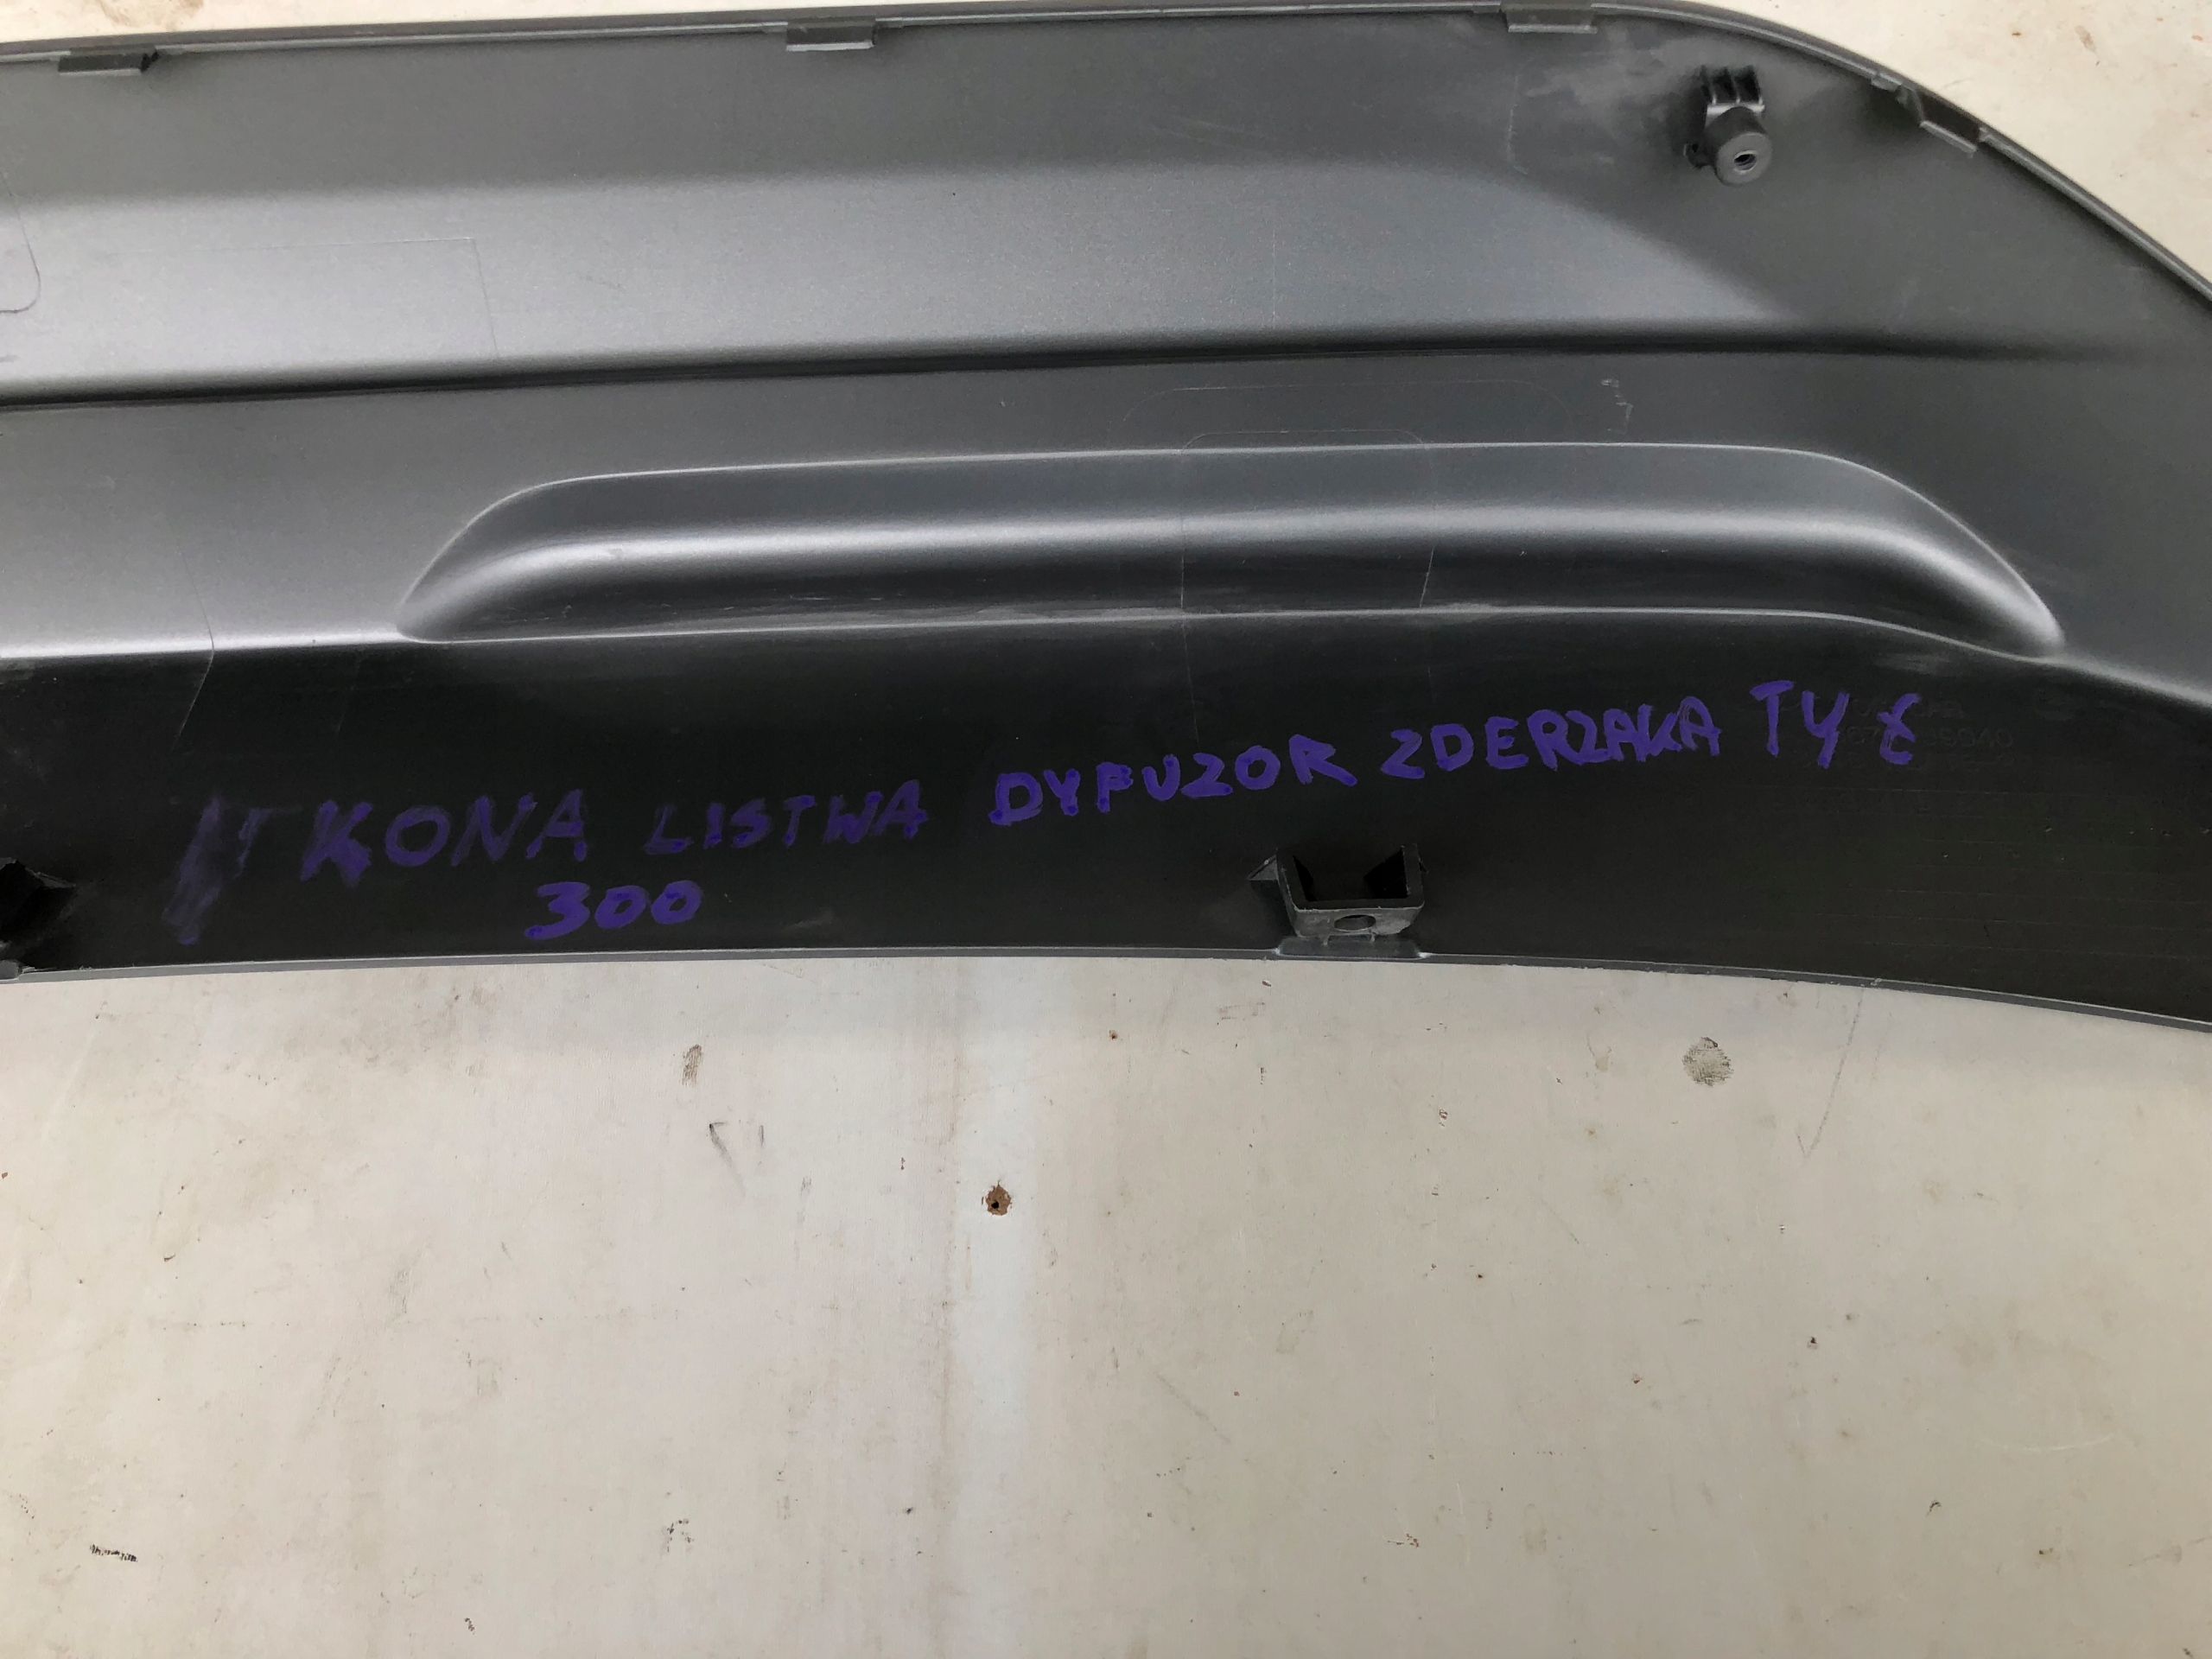 KONA LISTWA DYFUZOR ZDERZAKA TYŁ
300